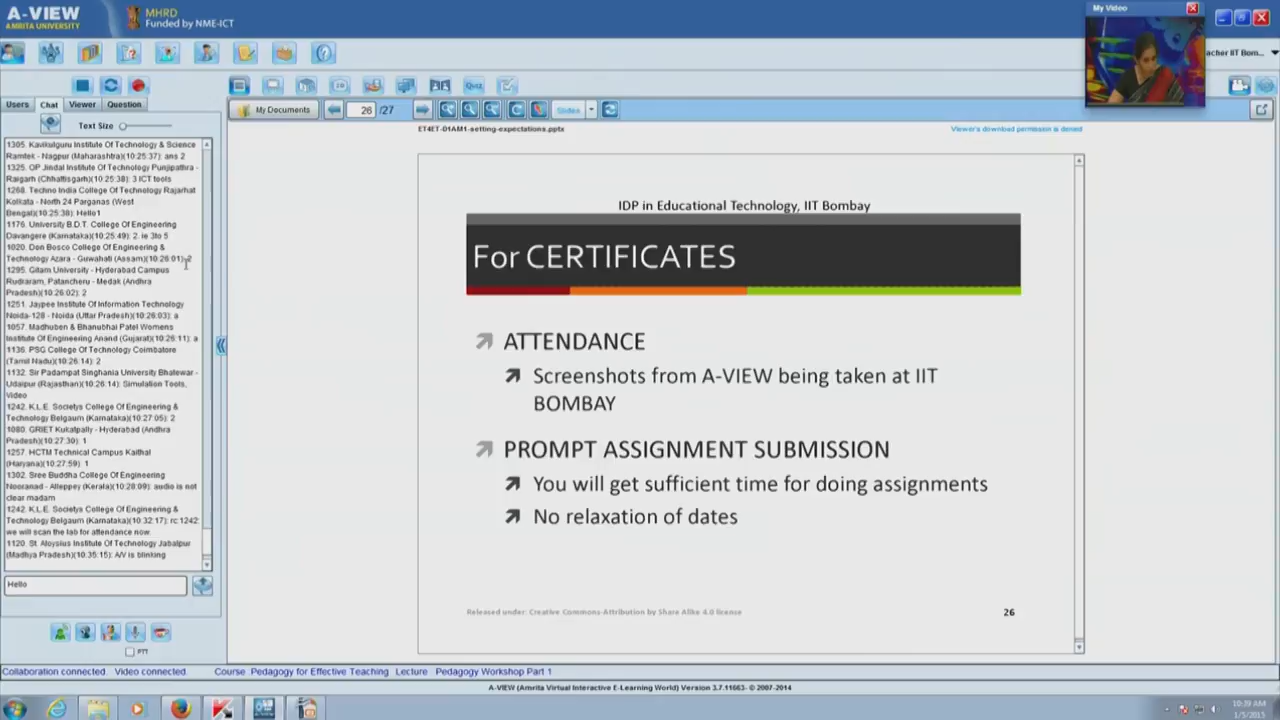 A-VIEW
AMRITA UNIVERSITY
MHRD
Funded by NME-ICT
My Video
acher IIT Bom...
Quiz
Users
Chat
Viewer
Question
My Documents
26 /27
Slides
Text Size
ET4ET-D1AM1-setting-expectations.pptx
Viewer's download permission is denied
1305. Kavikulguru Institute Of Technology & Science
Ramtek - Nagpur (Maharashtra)(10:25:37): ans 2
1325. OP Jindal Institute Of Technology Punjipathra -
Raigarh (Chhattisgarh)(10:25:38): 3 ICT tools
1268. Techno India College Of Technology Rajarhat
Kolkata - North 24 Parganas (West
Bengal)(10:25:38): Hello1
1176. University B.D.T. College Of Engineering
Davangere (Karnataka)(10:25:49): 2. ie 3to 5
1020. Don Bosco College Of Engineering &
Technology Azara - Guwahati (Assam)(10:26:01): 2
1295. Gitam University - Hyderabad Campus
Rudraram, Patancheru - Medak (Andhra
Pradesh)(10:26:02): 2
1251. Jaypee Institute Of Information Technology
Noida-128 - Noida (Uttar Pradesh)(10:26:03): a
1057. Madhuben & Bhanubhai Patel Womens
Institute Of Engineering Anand (Gujarat)(10:26:11): a
1136. PSG College Of Technology Coimbatore
(Tamil Nadu)(10:26:14): 2
1132. Sir Padampat Singhania University Bhatewar -
Udaipur (Rajasthan)(10:26:14): Simulation Tools,
Video
1242. K.L.E. Societys College Of Engineering &
Technology Belgaum (Karnataka)(10:27:05): 2
1080. GRIET Kukatpally - Hyderabad (Andhra
Pradesh)(10:27:30): 1
1257. HCTM Technical Campus Kaithal
(Haryana)(10:27:59): 1
1302. Sree Buddha College Of Engineering
Nooranad - Alleppey (Kerala)(10:28:09): audio is not
clear madam
1242. K.L.E. Societys College Of Engineering &
Technology Belgaum (Karnataka)(10:32:17): rc 1242
we will scan the lab for attendance now.
1120. St. Aloysius Institute Of Technology Jabalpur
(Madhya Pradesh)(10:35:15): A/V is blinking
Hello
PTT
IDP in Educational Technology, IIT Bombay
For CERTIFICATES
ATTENDANCE
Screenshots from A-VIEW being taken at IIT
BOMBAY
PROMPT ASSIGNMENT SUBMISSION
You will get sufficient time for doing assignments
No relaxation of dates
Released under: Creative Commons Attribution by Share Alike 4.0 license
26
Collaboration connected. Video connected. Course Pedagogy for Effective Teaching Lecture Pedagogy Workshop Part 1
A-VIEW (Amrita Virtual Interactive E-Learning World) Version 3.7.11663- © 2007-2014
10:39 AM
1/5/2015